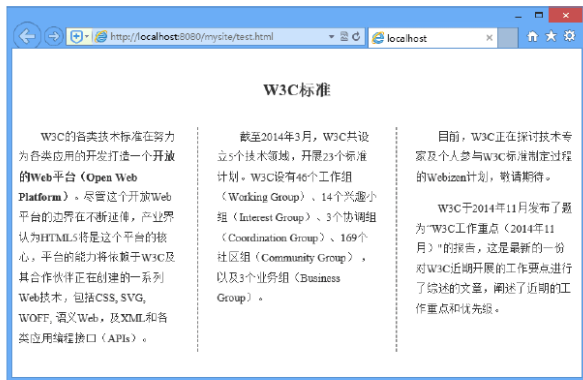 http://localhost:8080/mysite/test.html
localhost
W3C标准
W3C的各类技术标准在努力
为各类应用的开发打造一个开放
的Web平台（Open Web
Platform）。尽管这个开放Web
平台的边界在不断延伸，产业界
认为HTML5将是这个平台的核
心，平台的能力将依赖于W3C及
其合作伙伴正在创建的一系列
Web技术，包括CSS, SVG,
WOFF, 语义Web，及XML和各
类应用编程接口（APIs）。
截至2014年3月，W3C共设
立5个技术领域，开展23个标准
计划。W3C设有46个工作组
（Working Group）、14个兴趣小
组（Interest Group）、3个协调组
（Coordination Group）、169个
社区组（Community Group），
以及3个业务组（Business
Group）。
目前，W3C正在探讨技术专
家及个人参与W3C标准制定过程
的Webizen计划，敬请期待。
W3C于2014年11月发布了题
为"W3C工作重点（2014年11
月）"的报告，这是最新的一份
对W3C近期开展的工作要点进行
了综述的文章，阐述了近期的工
作重点和优先级。